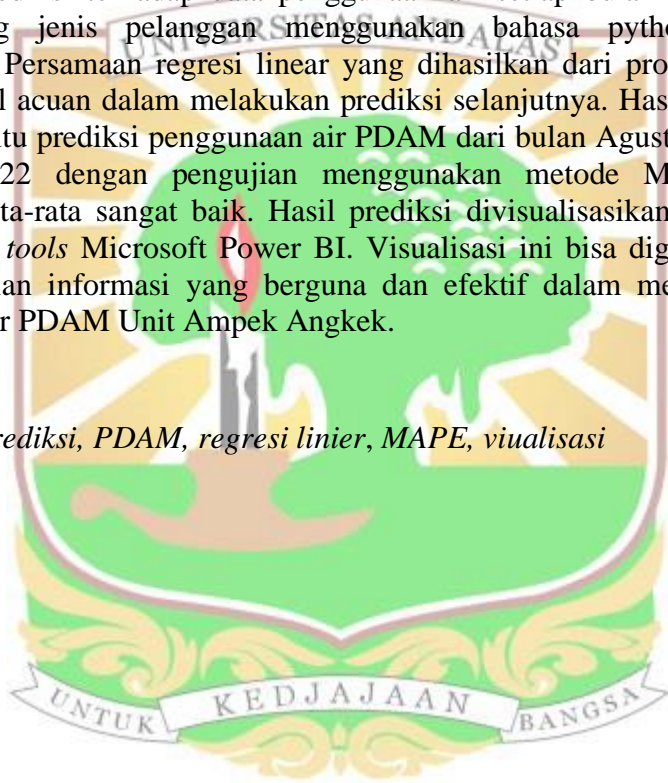 UNIVERSITAS ANDALAS
g jenis pelanggan menggunakan bahasa pytho
Persamaan regresi linear yang dihasilkan dari pro
l acuan dalam melakukan prediksi selanjutnya. Has
tu prediksi penggunaan air PDAM dari bulan Agust
22 dengan pengujian menggunakan metode M
ta-rata sangat baik. Hasil prediksi divisualisasikan
tools Microsoft Power BI. Visualisasi ini bisa dig
an informasi yang berguna dan efektif dalam me
r PDAM Unit Ampek Angkek.
rediksi, PDAM, regresi linier, MAPE, viualisasi
UNTUK KEDJAJAAN BANGSA